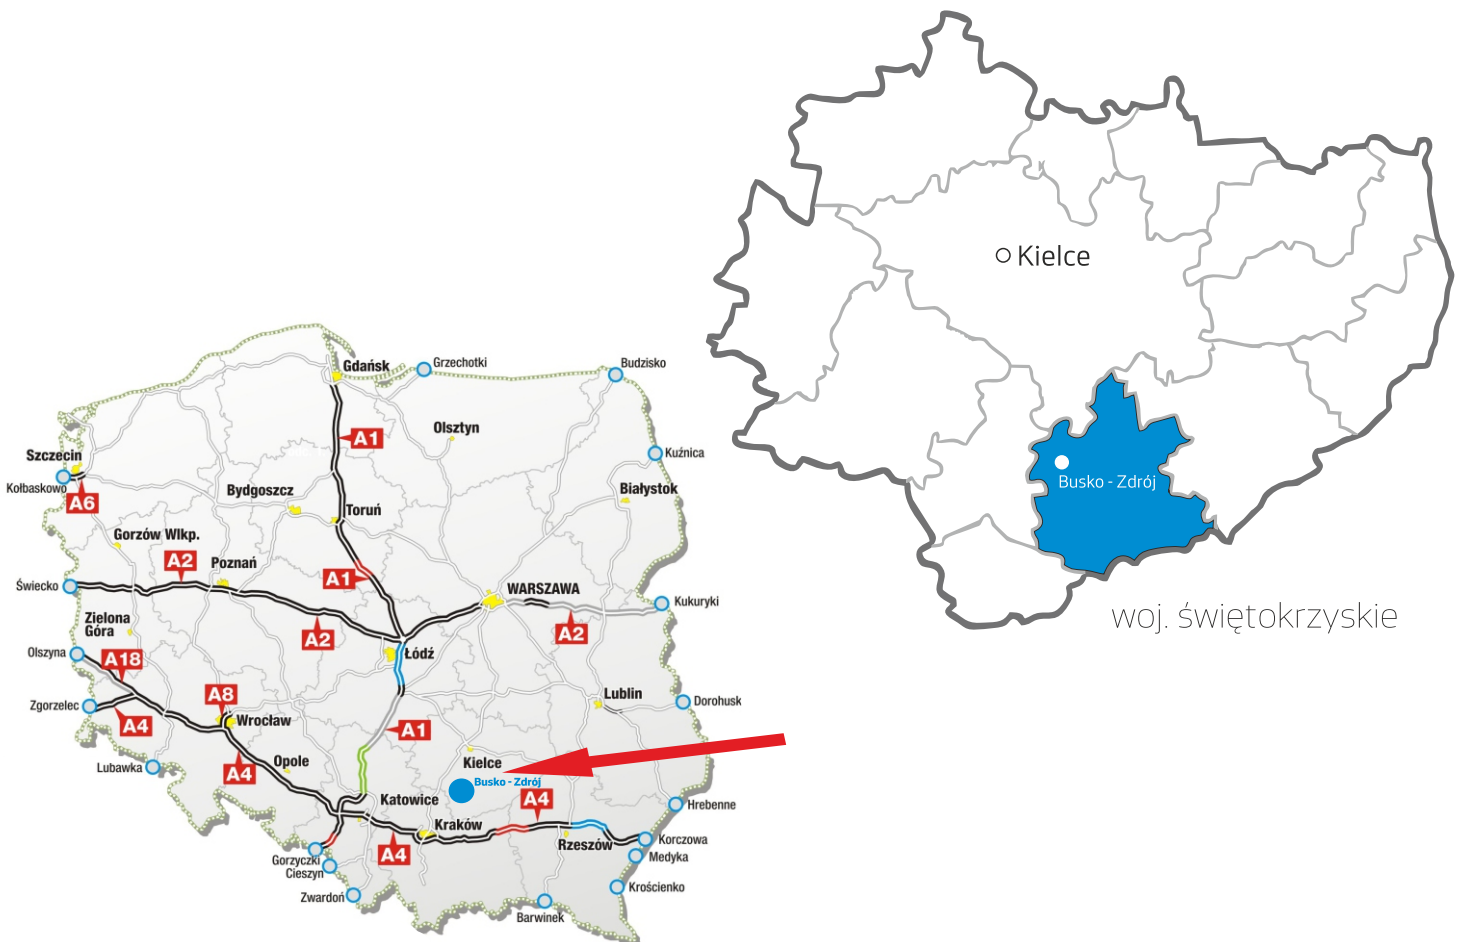 Kielce
Busko - Zdrój
woj. świętokrzyskie
Gdańsk
Grzechotki
Budzisko
A1
Olsztyn
Szczecin
Kołbaskowo
A6
Kuźnica
Bydgoszcz
Toruń
Białystok
Gorzów Wlkp.
A2
Poznań
A1
Świecko
WARSZAWA
Kukuryki
Zielona
Góra
A2
A2
Olszyna
A18
Łódź
Zgorzelec
A4
A8
Wrocław
Lublin
Dorohusk
A1
Lubawka
A4
Opole
Kielce
Busko - Zdrój
Katowice
A4
Hrebenne
Kraków
A4
Rzeszów
Korczowa
Medyka
Gorzyczki
Cieszyn
Zwardoń
Krościenko
Barwinek